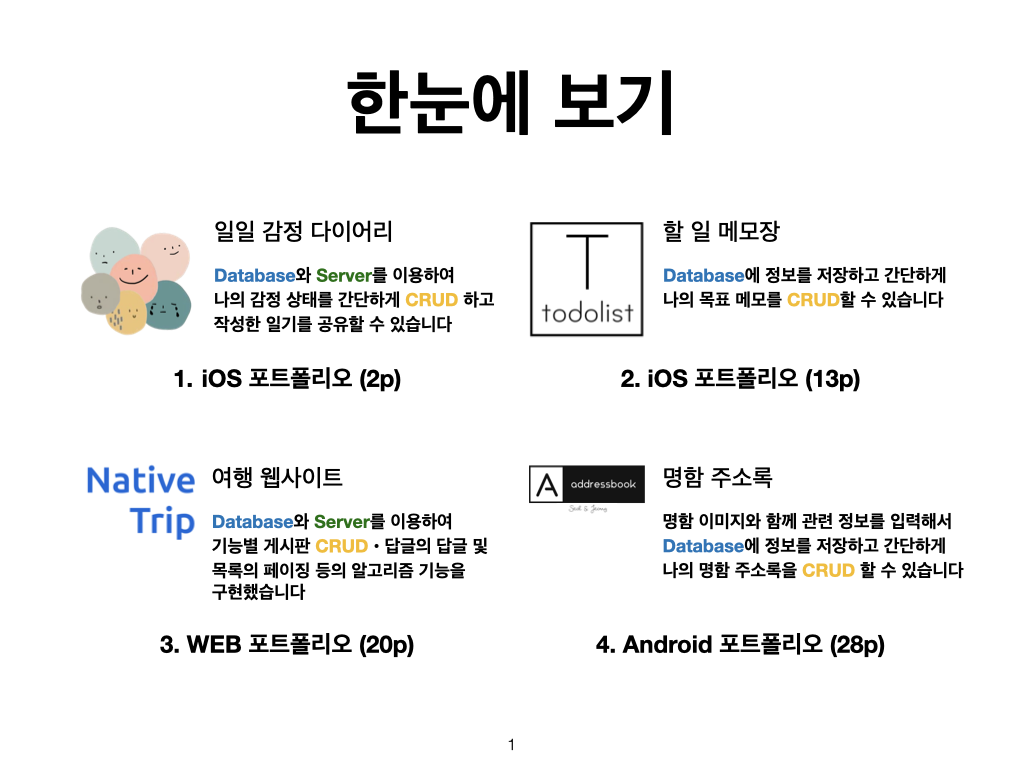 한눈에 보기
일일 감정 다이어리
Database와 Server를 이용하여
나의 감정 상태를 간단하게 CRUD 하고
작성한 일기를 공유할 수 있습니다
1. iOS 포트폴리오 (2p)
T
todolist
할 일 메모장
Database에 정보를 저장하고 간단하게
나의 목표 메모를 CRUD할 수 있습니다
2. iOS 포트폴리오 (13p)
Native
Trip
여행 웹사이트
Database와 Server를 이용하여
기능별 게시판 CRUD・답글의 답글 및
목록의 페이징 등의 알고리즘 기능을
구현했습니다
3. WEB 포트폴리오 (20p)
A addressbook
명함 주소록
명함 이미지와 함께 관련 정보를 입력해서
Database에 정보를 저장하고 간단하게
나의 명함 주소록을 CRUD 할 수 있습니다
4. Android 포트폴리오 (28p)
1